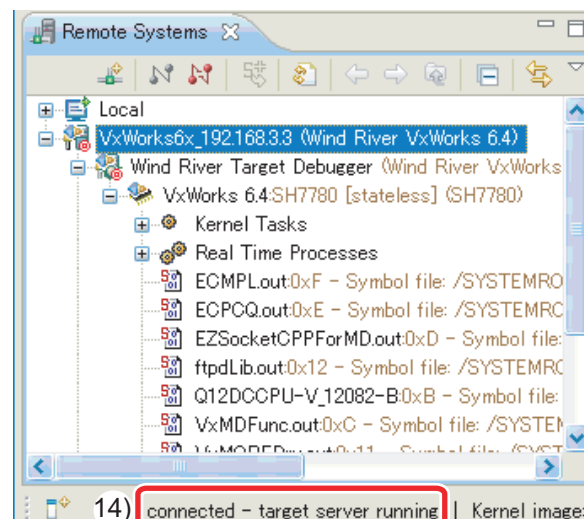 Remote Systems
Local
VxWorks6x_192.168.3.3 (Wind River VxWorks 6.4)
Wind River Target Debugger (Wind River VxWorks
VxWorks 6.4:SH7780 [stateless] (SH7780)
Kernel Tasks
Real Time Processes
ECMPL.out:0xF - Symbol file: /SYSTEMRO
ECPCQ.out:0xE - Symbol file: /SYSTEMRO
EZSocketCPPForMD.out:0xD - Symbol file:
ftpdLib.out:0x12 - Symbol file: /SYSTEMRO
Q12DCCPU-V_12082-B:0xB - Symbol file:
VxMDFunc.out:0xC - Symbol file: /SYSTEM
14) connected - target server running | Kernel image: